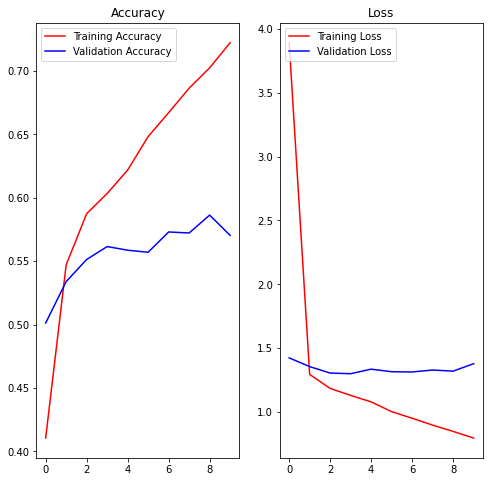 Accuracy
Training Accuracy
Validation Accuracy
0.70
0.65
0.60
0.55
0.50
0.45
0.40
0 2 4 6 8
Loss
Training Loss
Validation Loss
4.0
3.5
3.0
2.5
2.0
1.5
1.0
0 2 4 6 8